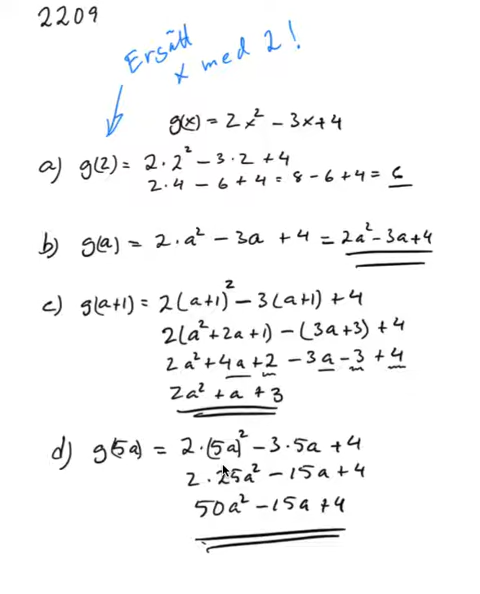 2209
Ersätt
x med 2!
g(x) = 2x² - 3x + 4
a) g(2) = 2·2² - 3·2 + 4
2·4 - 6 + 4 = 8 - 6 + 4 = 6
b) g(a) = 2·a² - 3a + 4 = 2a² - 3a + 4
c) g(a+1) = 2(a+1)² - 3(a+1) + 4
2(a² + 2a + 1) - (3a + 3) + 4
2a² + 4a + 2 - 3a - 3 + 4
2a² + a + 3
d) g(5a) = 2·(5a)² - 3·5a + 4
2·25a² - 15a + 4
50a² - 15a + 4